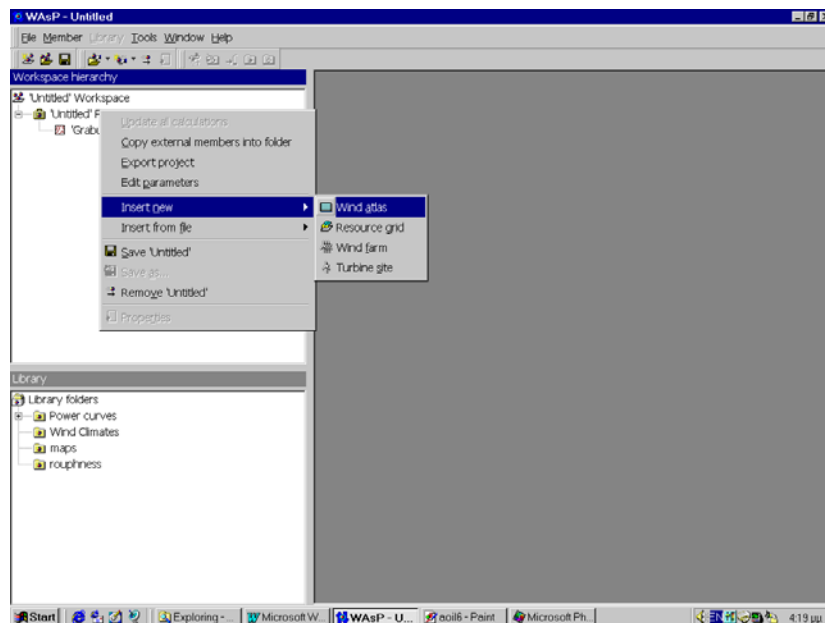 WAsP - Untitled
File Member Library Tools Window Help
Workspace hierarchy
'Untitled' Workspace
'Untitled' P
'Grabu
Update all calculations
Copy external members into folder
Export project
Edit parameters
Insert new
Insert from file
Save 'Untitled'
Save as...
Remove 'Untitled'
Properties
Wind atlas
Resource grid
Wind farm
Turbine site
Library
Library folders
Power curves
Wind Climates
maps
rouphness
Start Exploring -... Microsoft W... WAsP - U... aoil6 - Paint Microsoft Ph... EN 4:19 μμ